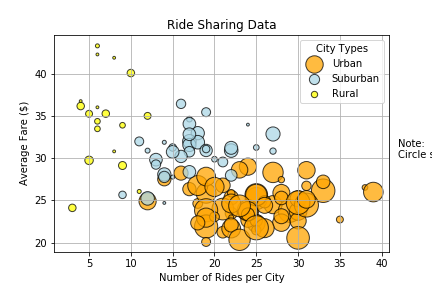 Ride Sharing Data
City Types
Urban
Suburban
Rural
Average Fare ($)
40
35
30
25
20
5
10
15
20
25
30
35
40
Number of Rides per City
Note:
Circle